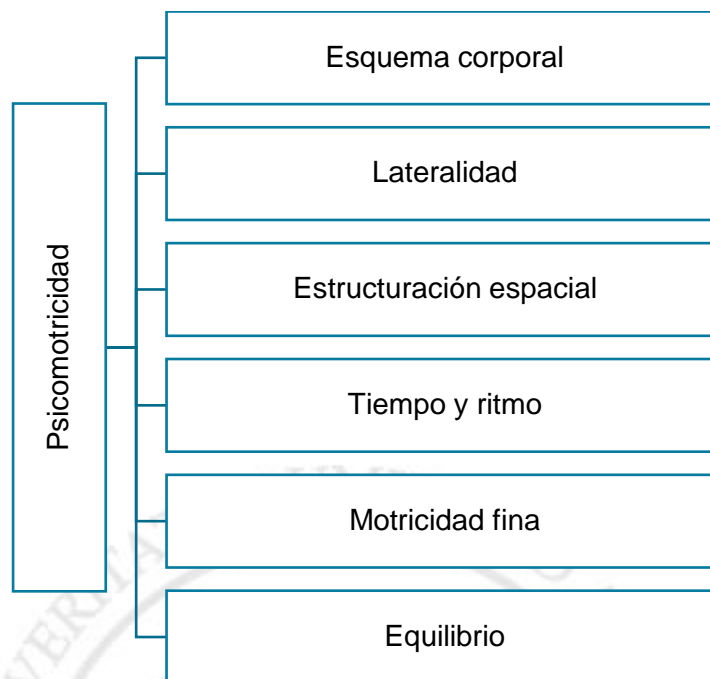 Psicomotricidad
Esquema corporal
Lateralidad
Estructuración espacial
Tiempo y ritmo
Motricidad fina
Equilibrio